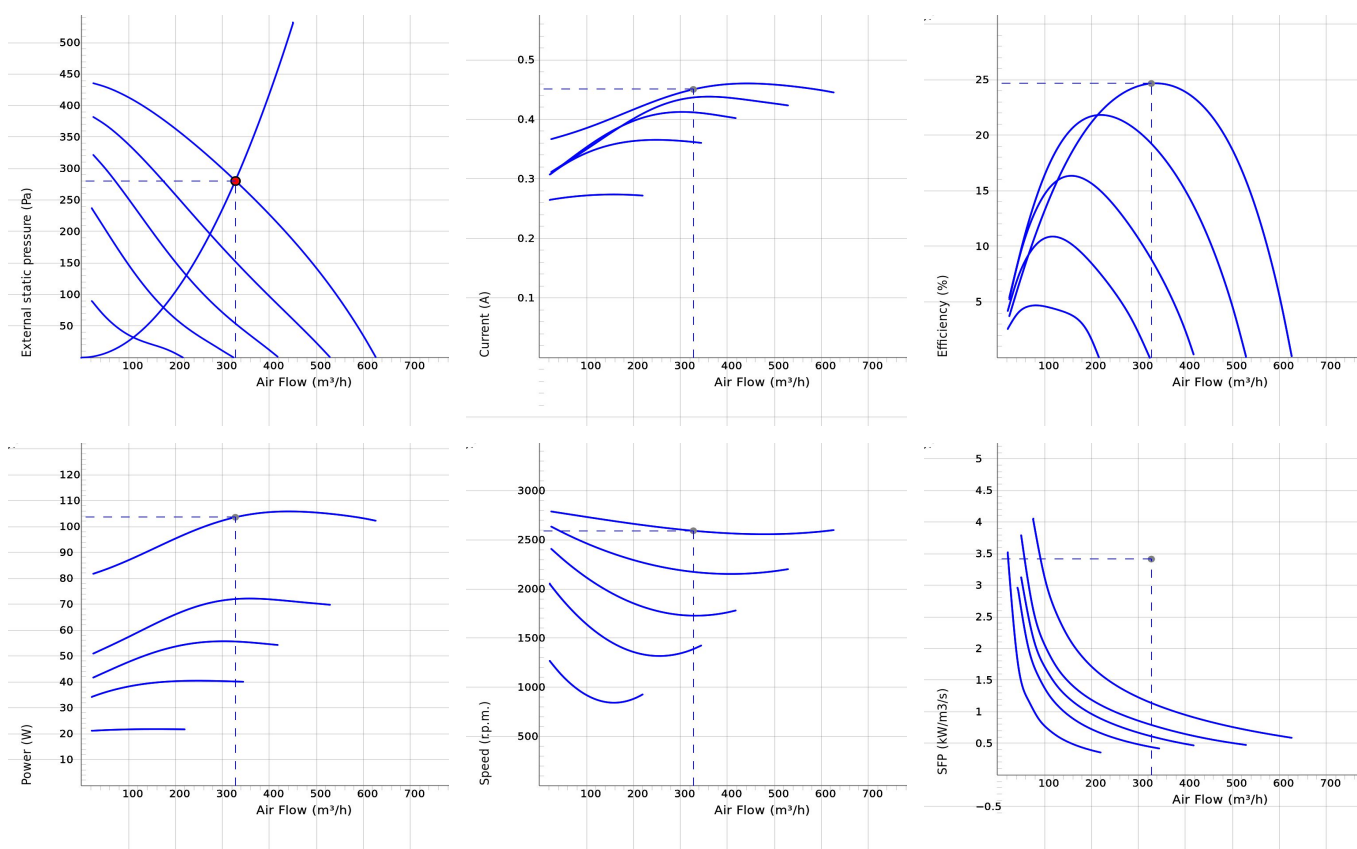 500
450
400
350
300
250
200
150
100
50
100 200 300 400 500 600 700
External static pressure (Pa)
Air Flow (m³/h)
0.5
0.4
0.3
0.2
0.1
100 200 300 400 500 600 700
Current (A)
Air Flow (m³/h)
25
20
15
10
5
100 200 300 400 500 600 700
Efficiency (%)
Air Flow (m³/h)
120
110
100
90
80
70
60
50
40
30
20
10
100 200 300 400 500 600 700
Power (W)
Air Flow (m³/h)
3000
2500
2000
1500
1000
500
100 200 300 400 500 600 700
Speed (r.p.m.)
Air Flow (m³/h)
5
4.5
4
3.5
3
2.5
2
1.5
1
0.5
−0.5
100 200 300 400 500 600 700
SFP (kW/m3/s)
Air Flow (m³/h)